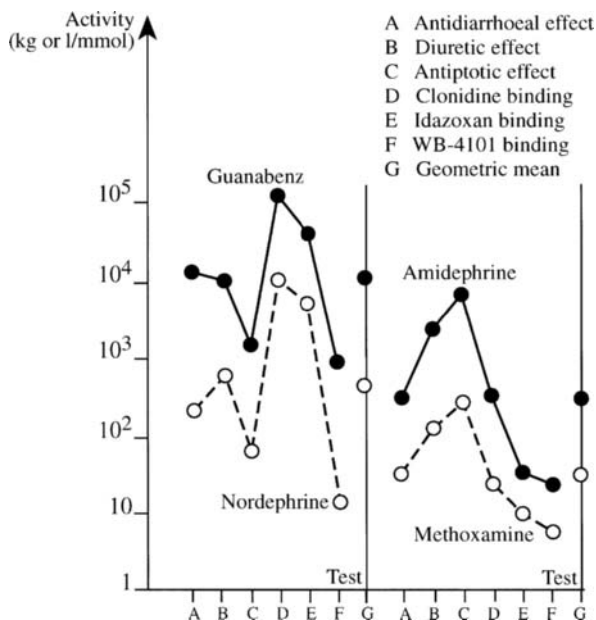 Activity
(kg or l/mmol)
A Antidiarrhoeal effect
B Diuretic effect
C Antiptotic effect
D Clonidine binding
E Idazoxan binding
F WB-4101 binding
G Geometric mean
Guanabenz
Amidephrine
10⁵
10⁴
10³
10²
10
1
Nordephrine
Methoxamine
Test
Test
A B C D E F G
A B C D E F G